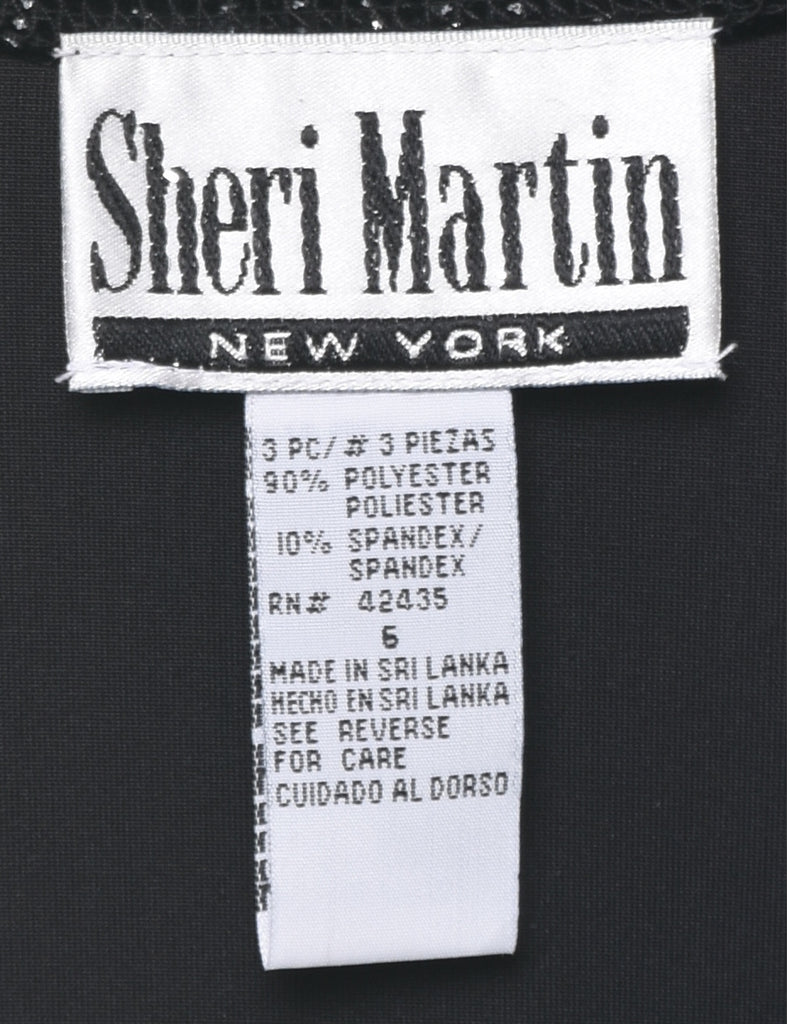 Sheri Martin
NEW YORK
3 PC/ # 3 PIEZAS
90% POLYESTER
POLIESTER
10% SPANDEX/
SPANDEX
RN# 42435
6
MADE IN SRI LANKA
HECHO EN SRI LANKA
SEE REVERSE
FOR CARE
CUIDADO AL DORSO